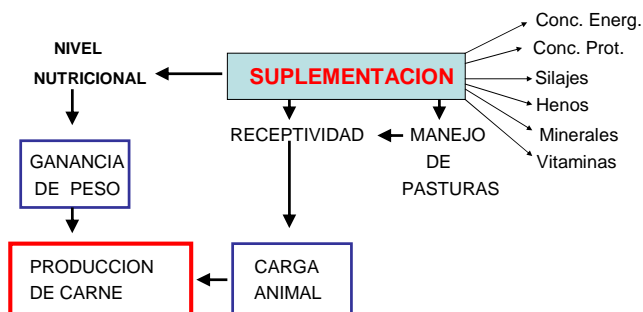 NIVEL
NUTRICIONAL
SUPLEMENTACION
Conc. Energ.
Conc. Prot.
Silajes
Henos
Minerales
Vitaminas
RECEPTIVIDAD
MANEJO
DE
PASTURAS
GANANCIA
DE PESO
PRODUCCION
DE CARNE
CARGA
ANIMAL